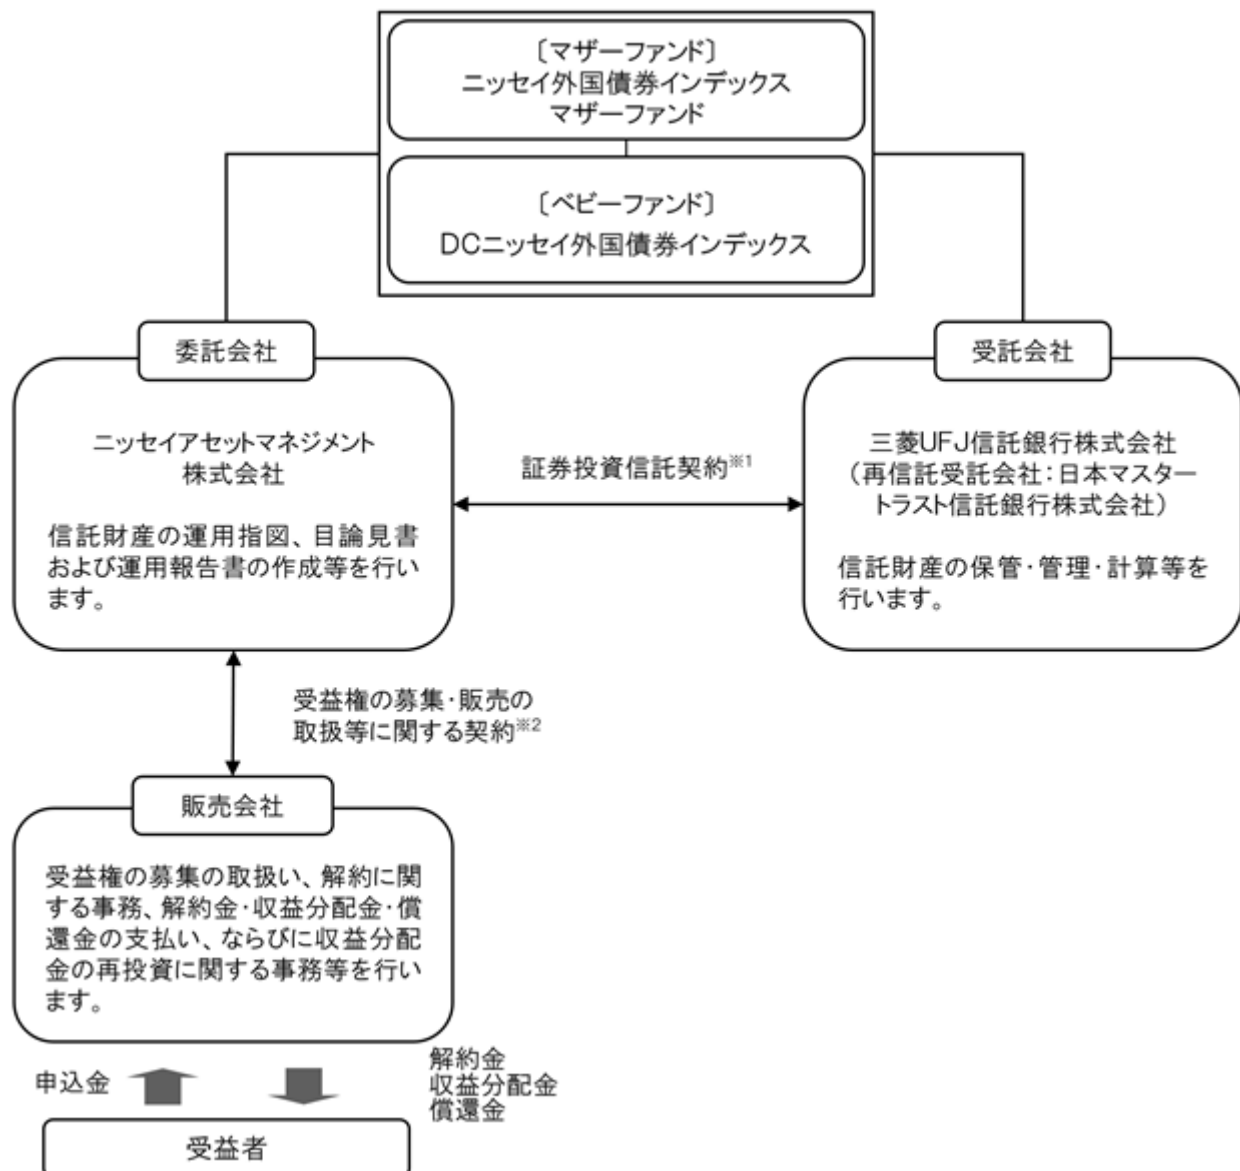 〔マザーファンド〕
ニッセイ外国債券インデックス
マザーファンド
〔ベビーファンド〕
DCニッセイ外国債券インデックス
委託会社
ニッセイアセットマネジメント
株式会社
信託財産の運用指図、目論見書
および運用報告書の作成等を行い
ます。
証券投資信託契約※1
受託会社
三菱UFJ信託銀行株式会社
（再信託受託会社：日本マスター
トラスト信託銀行株式会社）
信託財産の保管・管理・計算等を
行います。
受益権の募集・販売の
取扱等に関する契約※2
販売会社
受益権の募集の取扱い、解約に関
する事務、解約金・収益分配金・償
還金の支払い、ならびに収益分配
金の再投資に関する事務等を行い
ます。
申込金
解約金
収益分配金
償還金
受益者